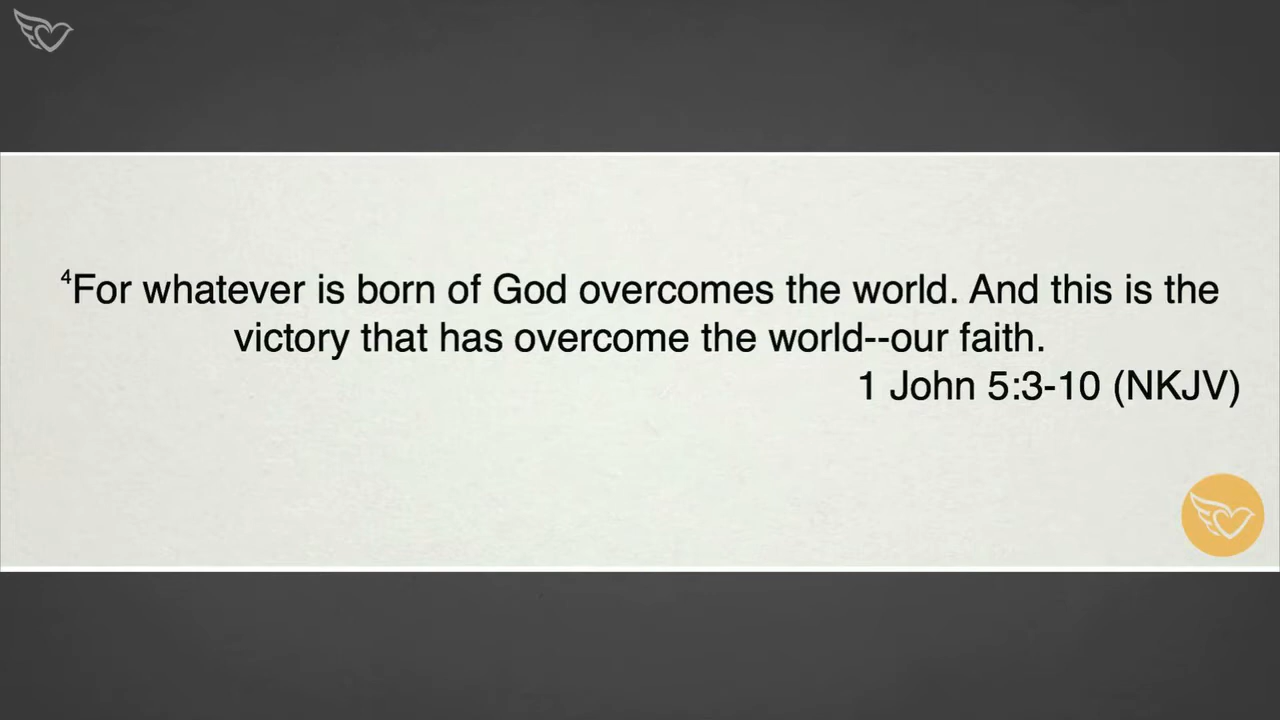 ⁴For whatever is born of God overcomes the world. And this is the
victory that has overcome the world--our faith.
1 John 5:3-10 (NKJV)